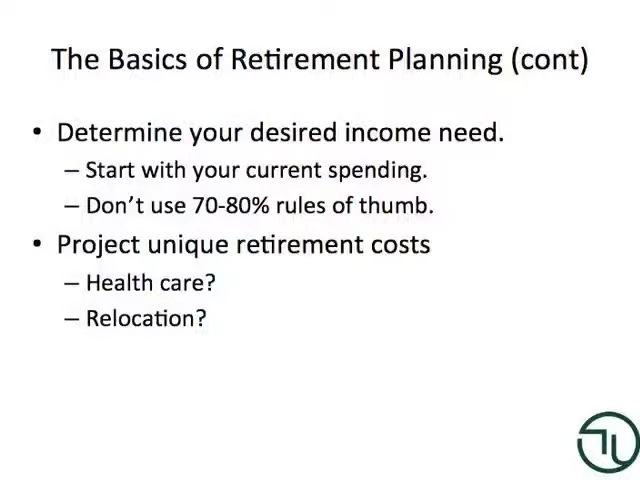 The Basics of Retirement Planning (cont)
• Determine your desired income need.
– Start with your current spending.
– Don't use 70-80% rules of thumb.
• Project unique retirement costs
– Health care?
– Relocation?